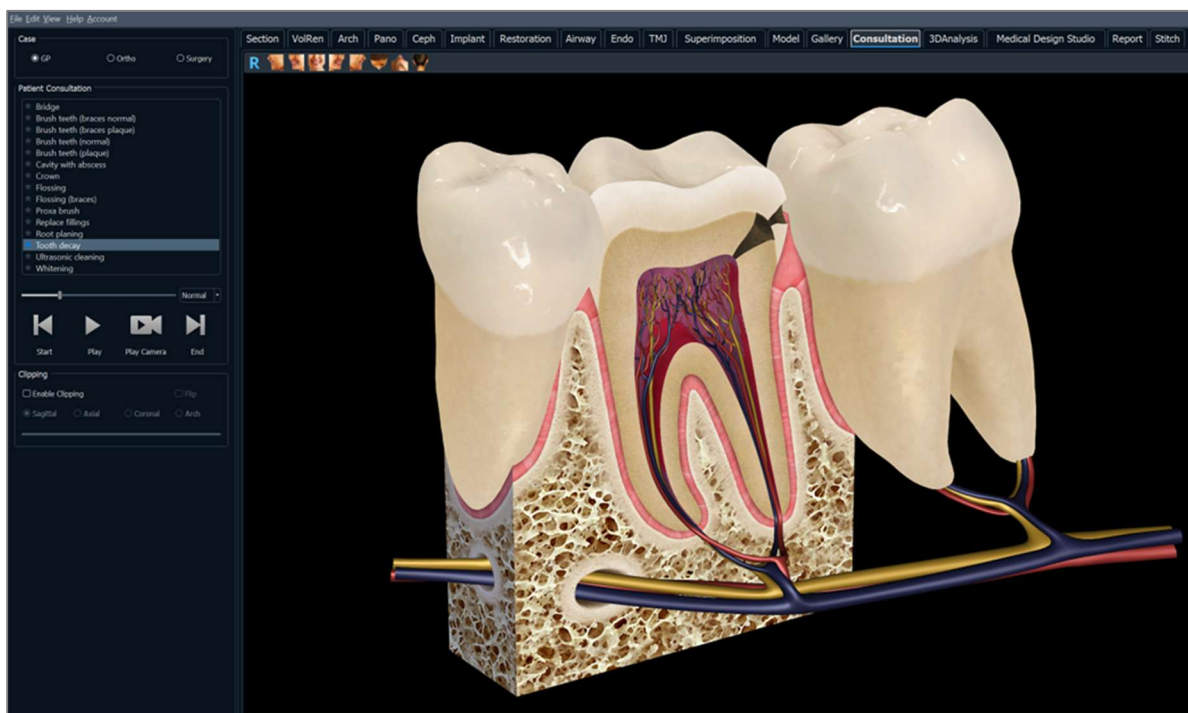 File Edit View Help Account
Case
GP Ortho Surgery
Patient Consultation
Bridge
Brush teeth (braces normal)
Brush teeth (braces plaque)
Brush teeth (normal)
Brush teeth (plaque)
Cavity with abscess
Crown
Flossing
Flossing (braces)
Proxa brush
Replace fillings
Root planing
Tooth decay
Ultrasonic cleaning
Whitening
Normal
Start Play Play Camera End
Clipping
Enable Clipping Flip
Sagittal Axial Coronal Arch
Section VolRen Arch Pano Ceph Implant Restoration Airway Endo TMJ Superimposition Model Gallery Consultation 3DAnalysis Medical Design Studio Report Stitch
R